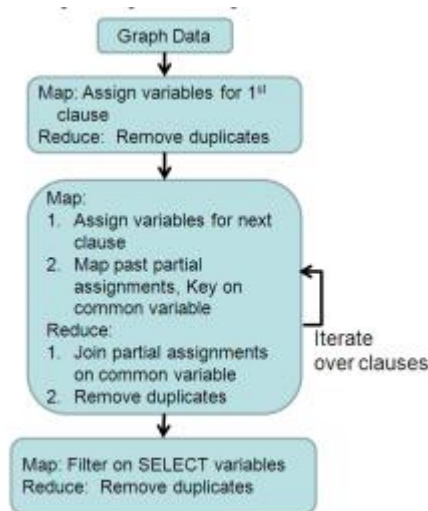 Graph Data
Map: Assign variables for 1st
clause
Reduce: Remove duplicates
Map:
1. Assign variables for next
clause
2. Map past partial
assignments, Key on
common variable
Reduce:
1. Join partial assignments
on common variable
2. Remove duplicates
Iterate
over clauses
Map: Filter on SELECT variables
Reduce: Remove duplicates